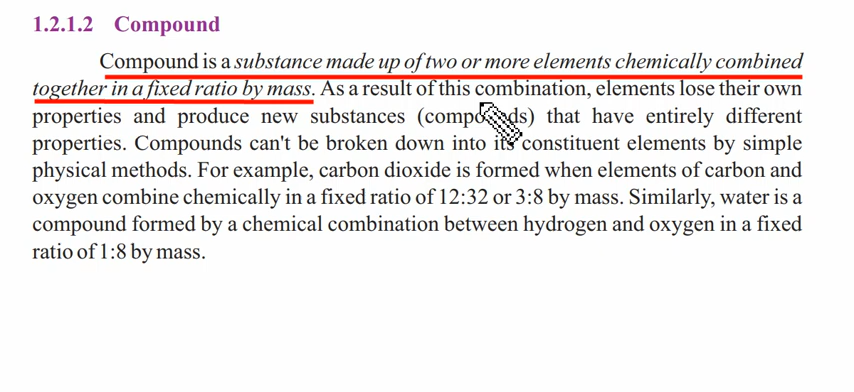 1.2.1.2 Compound
Compound is a substance made up of two or more elements chemically combined
together in a fixed ratio by mass. As a result of this combination, elements lose their own
properties and produce new substances (compounds) that have entirely different
properties. Compounds can't be broken down into its constituent elements by simple
physical methods. For example, carbon dioxide is formed when elements of carbon and
oxygen combine chemically in a fixed ratio of 12:32 or 3:8 by mass. Similarly, water is a
compound formed by a chemical combination between hydrogen and oxygen in a fixed
ratio of 1:8 by mass.